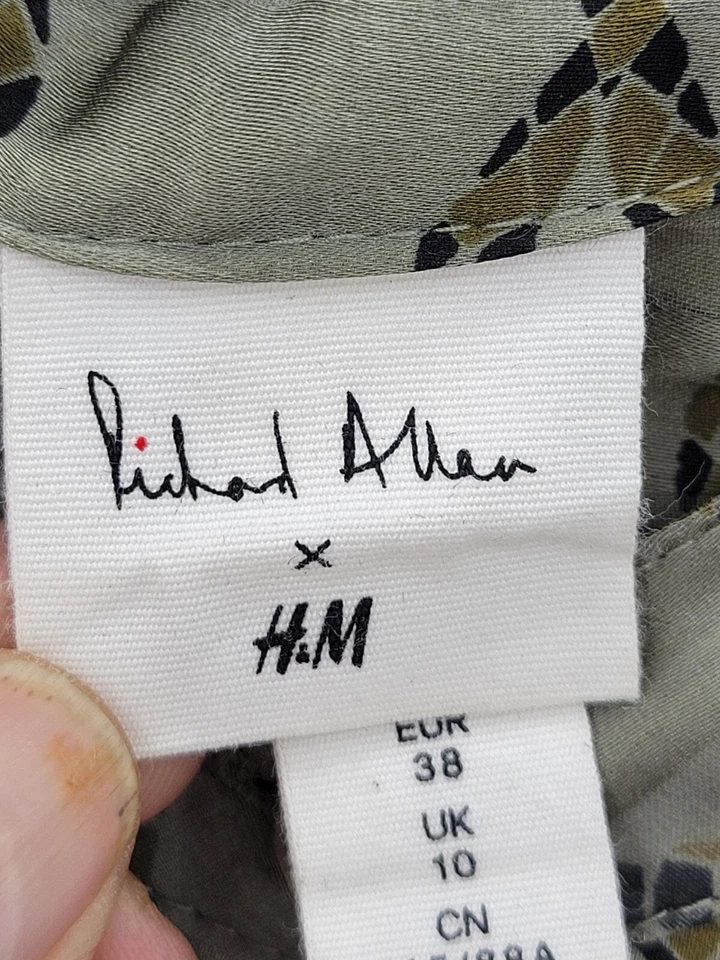 Richard Allan
x
H&M
EUR
38
UK
10
CN